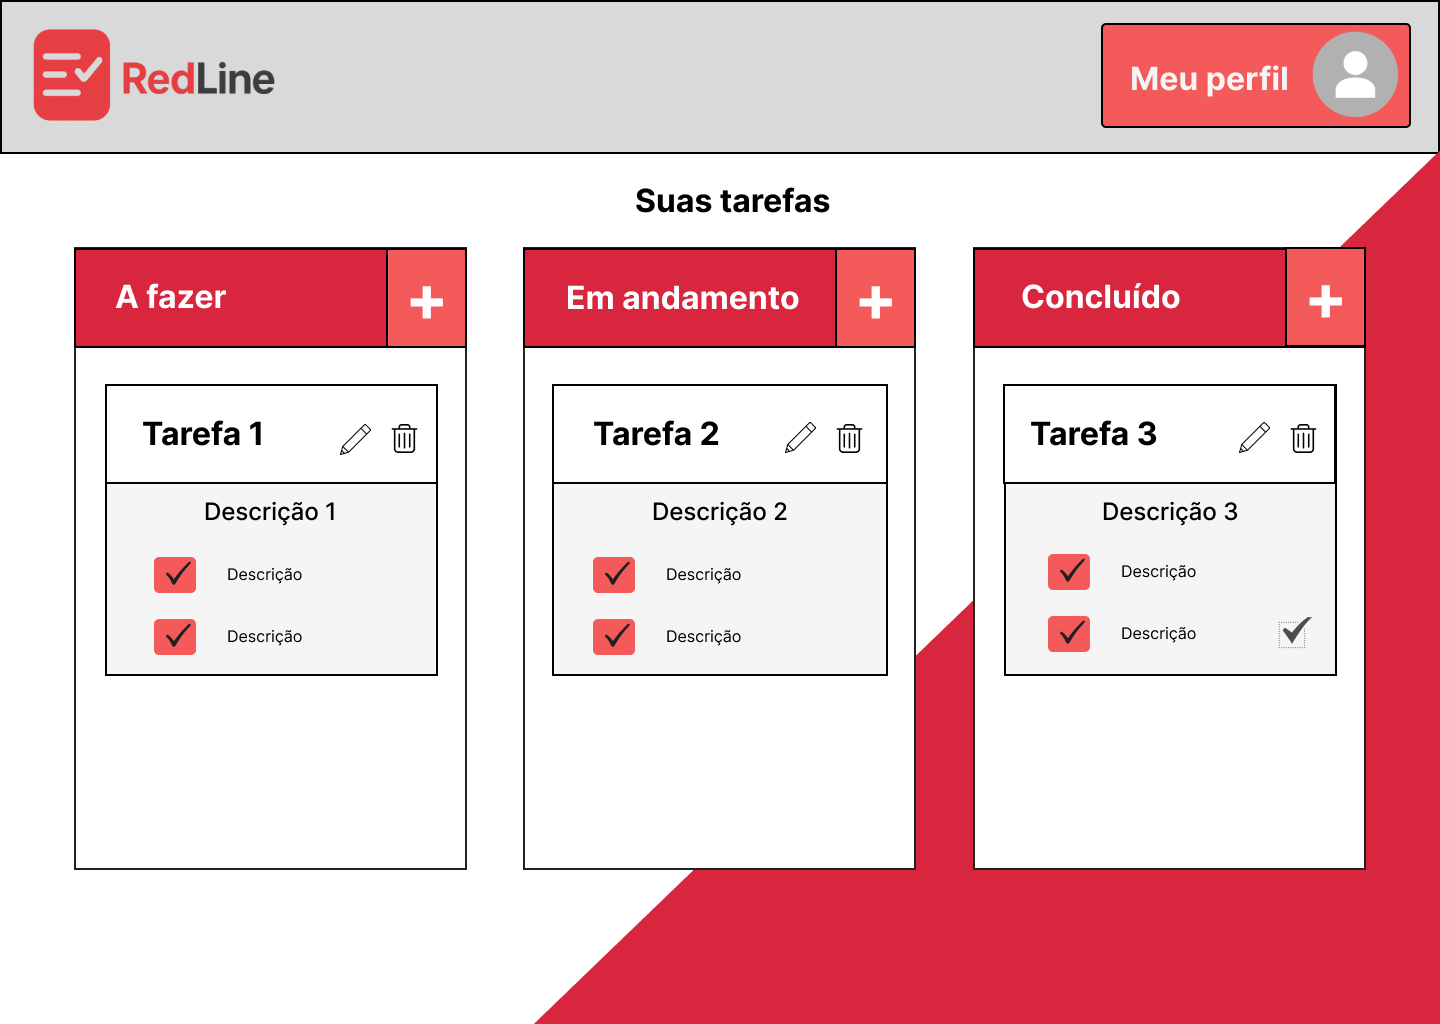 RedLine
Meu perfil
Suas tarefas
A fazer
Em andamento
Concluído
Tarefa 1
Descrição 1
Descrição
Descrição
Tarefa 2
Descrição 2
Descrição
Descrição
Tarefa 3
Descrição 3
Descrição
Descrição